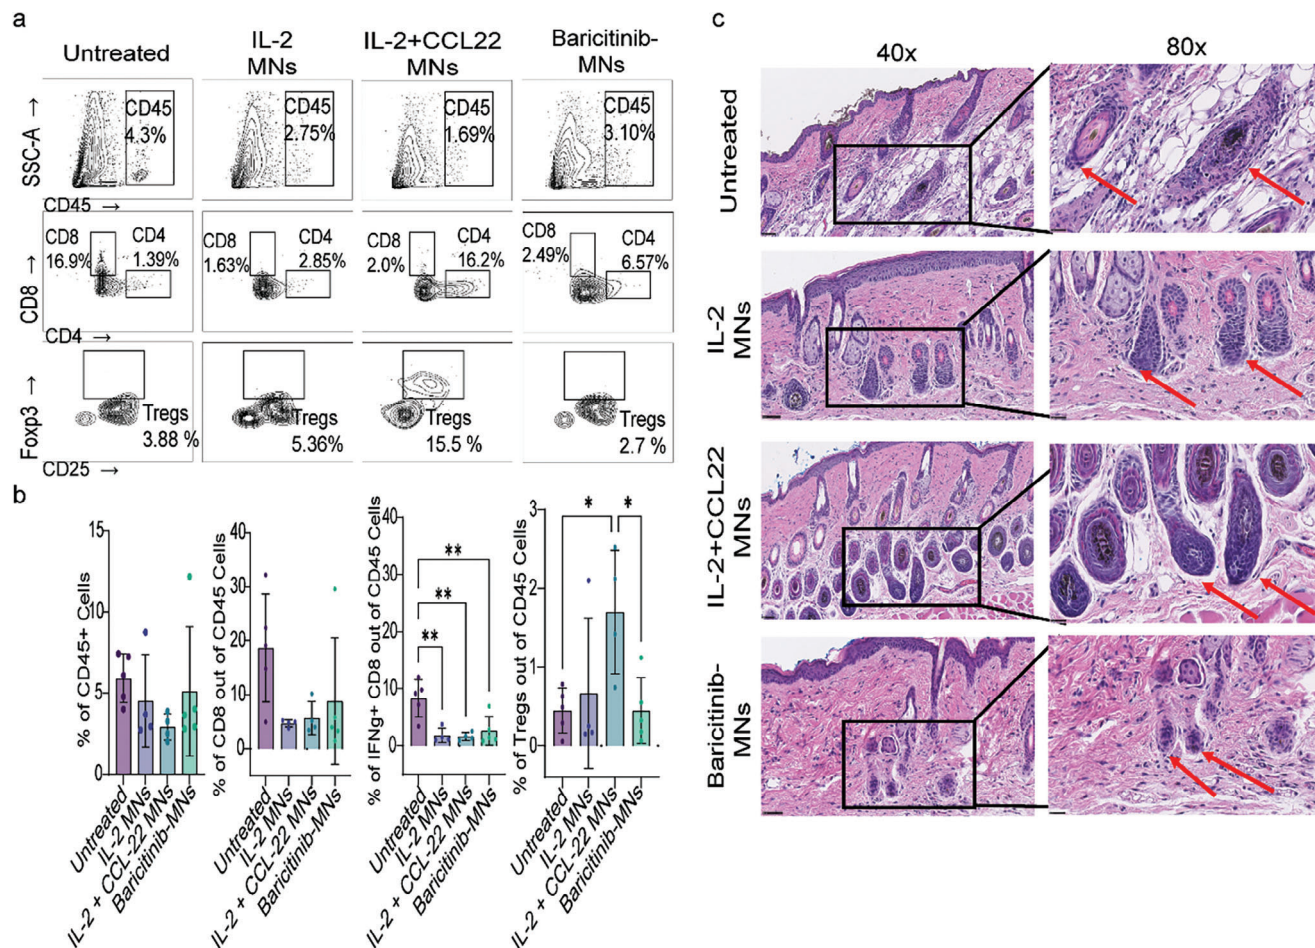 a
Untreated
IL-2
MNs
IL-2+CCL22
MNs
Baricitinib-
MNs
SSC-A →
CD45
4.3%
CD45
2.75%
CD45
1.69%
CD45
3.10%
CD45 →
CD8 →
CD8
16.9%
CD4
1.39%
CD8
1.63%
CD4
2.85%
CD8
2.0%
CD4
16.2%
CD8
2.49%
CD4
6.57%
CD4 →
Foxp3 →
Tregs
3.88 %
Tregs
5.36%
Tregs
15.5 %
Tregs
2.7 %
CD25 →
b
% of CD45+ Cells
15
10
5
0
Untreated
IL-2 MNs
IL-2 + CCL-22 MNs
Baricitinib-MNs
% of CD8 out of CD45 Cells
40
30
20
10
0
Untreated
IL-2 MNs
IL-2 + CCL-22 MNs
Baricitinib-MNs
% of IFNg+ CD8 out of CD45 Cells
40
30
20
10
0
**
**
**
Untreated
IL-2 MNs
IL-2 + CCL-22 MNs
Baricitinib-MNs
% of Tregs out of CD45 Cells
3
2
1
0
*
*
Untreated
IL-2 MNs
IL-2 + CCL-22 MNs
Baricitinib-MNs
c
40x
80x
Untreated
IL-2
MNs
IL-2+CCL22
MNs
Baricitinib-
MNs